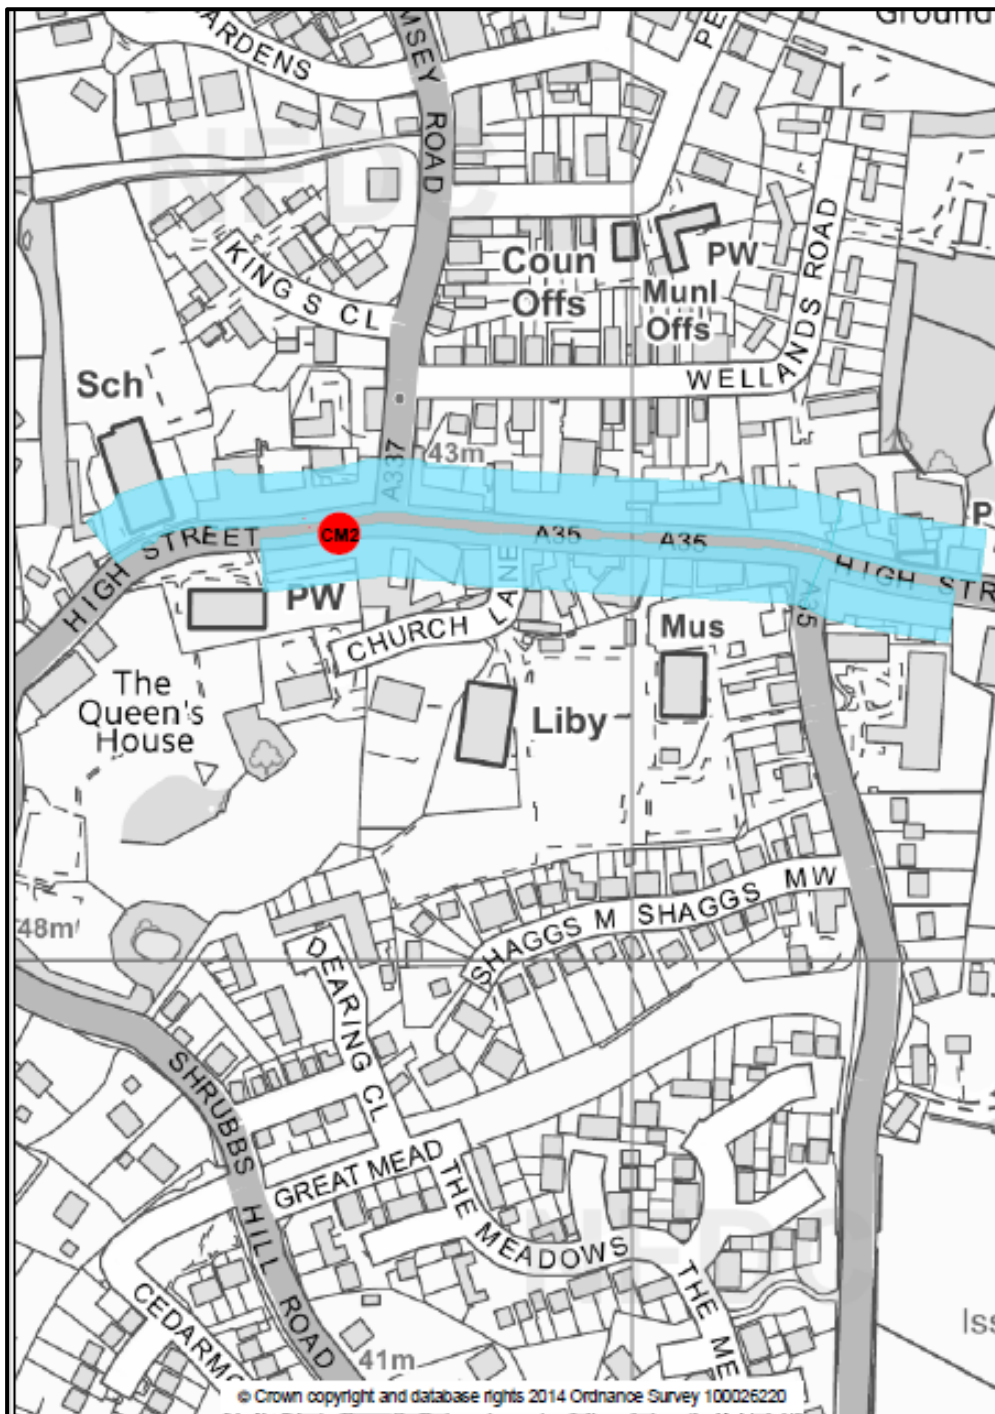 ARDENS
MSEY ROAD
PE
Ground
NFDC
KING S CL
Coun
Offs
PW
Munl
Offs
WELLANDS ROAD
Sch
43m
A337
HIGH STREET
CM2
A35
A35
HIGH STR
P
A35
PW
CHURCH LANE
Mus
Liby
The
Queen's
House
48m
SHAGGS M
SHAGGS MW
DEARING CL
SHRUBBS HILL ROAD
GREAT MEAD
THE MEADOWS
THE ME
NFDC
CEDARMO
41m
Iss
© Crown copyright and database rights 2014 Ordnance Survey 100026220